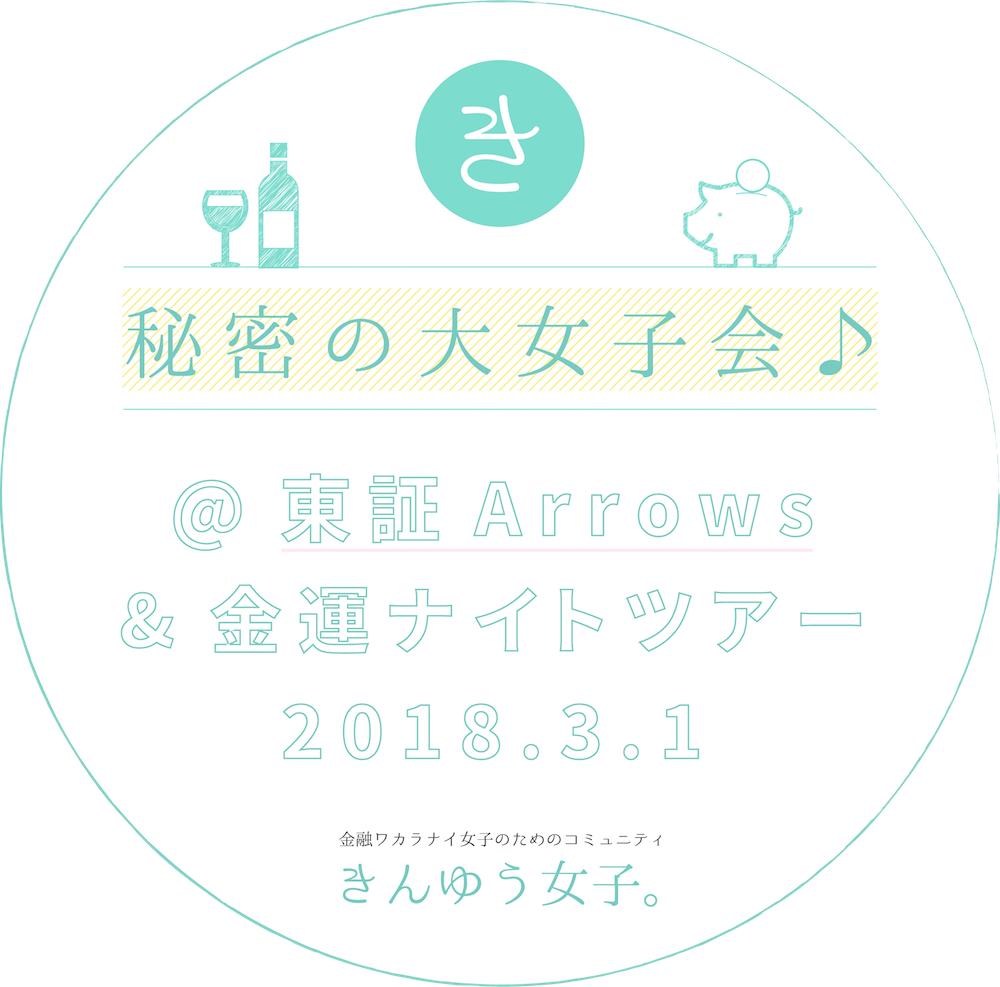 き
秘密の大女子会♪
@ 東証 Arrows
& 金運ナイトツアー
2018.3.1
金融ワカラナイ女子のためのコミュニティ
きんゆう女子。